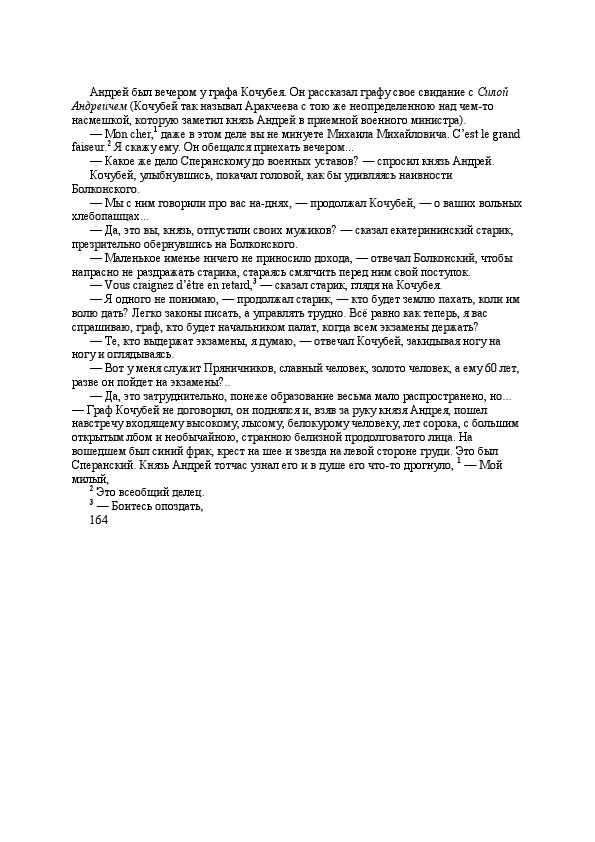 Андрей был вечером у графа Кочубея. Он рассказал графу свое свидание с Силой
Андреичем (Кочубей так называл Аракчеева с тою же неопределенною над чем-то
насмешкой, которую заметил князь Андрей в приемной военного министра).
— Mon cher,¹ даже в этом деле вы не минуете Михаила Михайловича. C’est le grand
faiseur.² Я скажу ему. Он обещался приехать вечером...
— Какое же дело Сперанскому до военных уставов? — спросил князь Андрей.
Кочубей, улыбнувшись, покачал головой, как бы удивляясь наивности
Болконского.
— Мы с ним говорили про вас на-днях, — продолжал Кочубей, — о ваших вольных
хлебопашцах...
— Да, это вы, князь, отпустили своих мужиков? — сказал екатерининский старик,
презрительно обернувшись на Болконского.
— Маленькое именье ничего не приносило дохода, — отвечал Болконский, чтобы
напрасно не раздражать старика, стараясь смягчить перед ним свой поступок.
— Vous craignez d’être en retard,³ — сказал старик, глядя на Кочубея.
— Я одного не понимаю, — продолжал старик, — кто будет землю пахать, коли им
волю дать? Легко законы писать, а управлять трудно. Всё равно как теперь, я вас
спрашиваю, граф, кто будет начальником палат, когда всем экзамены держать?
— Те, кто выдержат экзамены, я думаю, — отвечал Кочубей, закидывая ногу на
ногу и оглядываясь.
— Вот у меня служит Пряничников, славный человек, золото человек, а ему 60 лет,
разве он пойдет на экзамены?..
— Да, это затруднительно, понеже образование весьма мало распространено, но...
— Граф Кочубей не договорил, он поднялся и, взяв за руку князя Андрея, пошел
навстречу входящему высокому, лысому, белокурому человеку, лет сорока, с большим
открытым лбом и необычайною, странною белизной продолговатого лица. На
вошедшем был синий фрак, крест на шее и звезда на левой стороне груди. Это был
Сперанский. Князь Андрей тотчас узнал его и в душе его что-то дрогнуло, ¹ — Мой
милый,
² Это всеобщий делец.
³ — Боитесь опоздать,
164